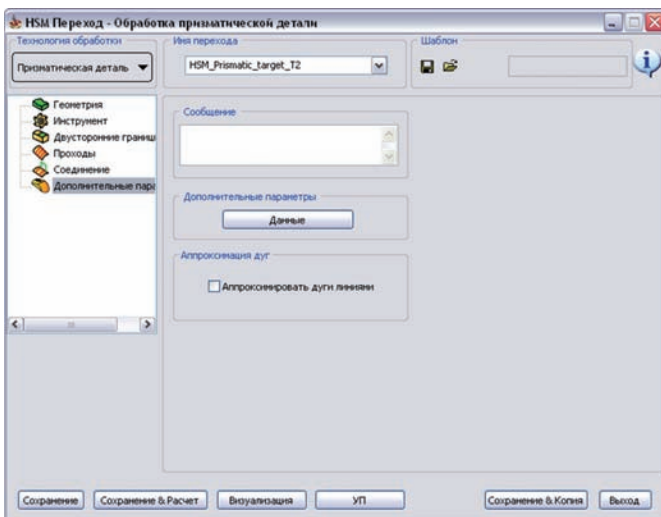 HSM Переход - Обработка призматической детали
Технология обработки
Призматическая деталь
Имя перехода
HSM_Prismatic_target_T2
Шаблон
Геометрия
Инструмент
Двусторонние границы
Проходы
Соединение
Дополнительные пара
Сообщение
Дополнительные параметры
Данные
Аппроксимация дуг
Аппроксимировать дуги линиями
Сохранение
Сохранение & Расчет
Визуализация
УП
Сохранение & Копия
Выход